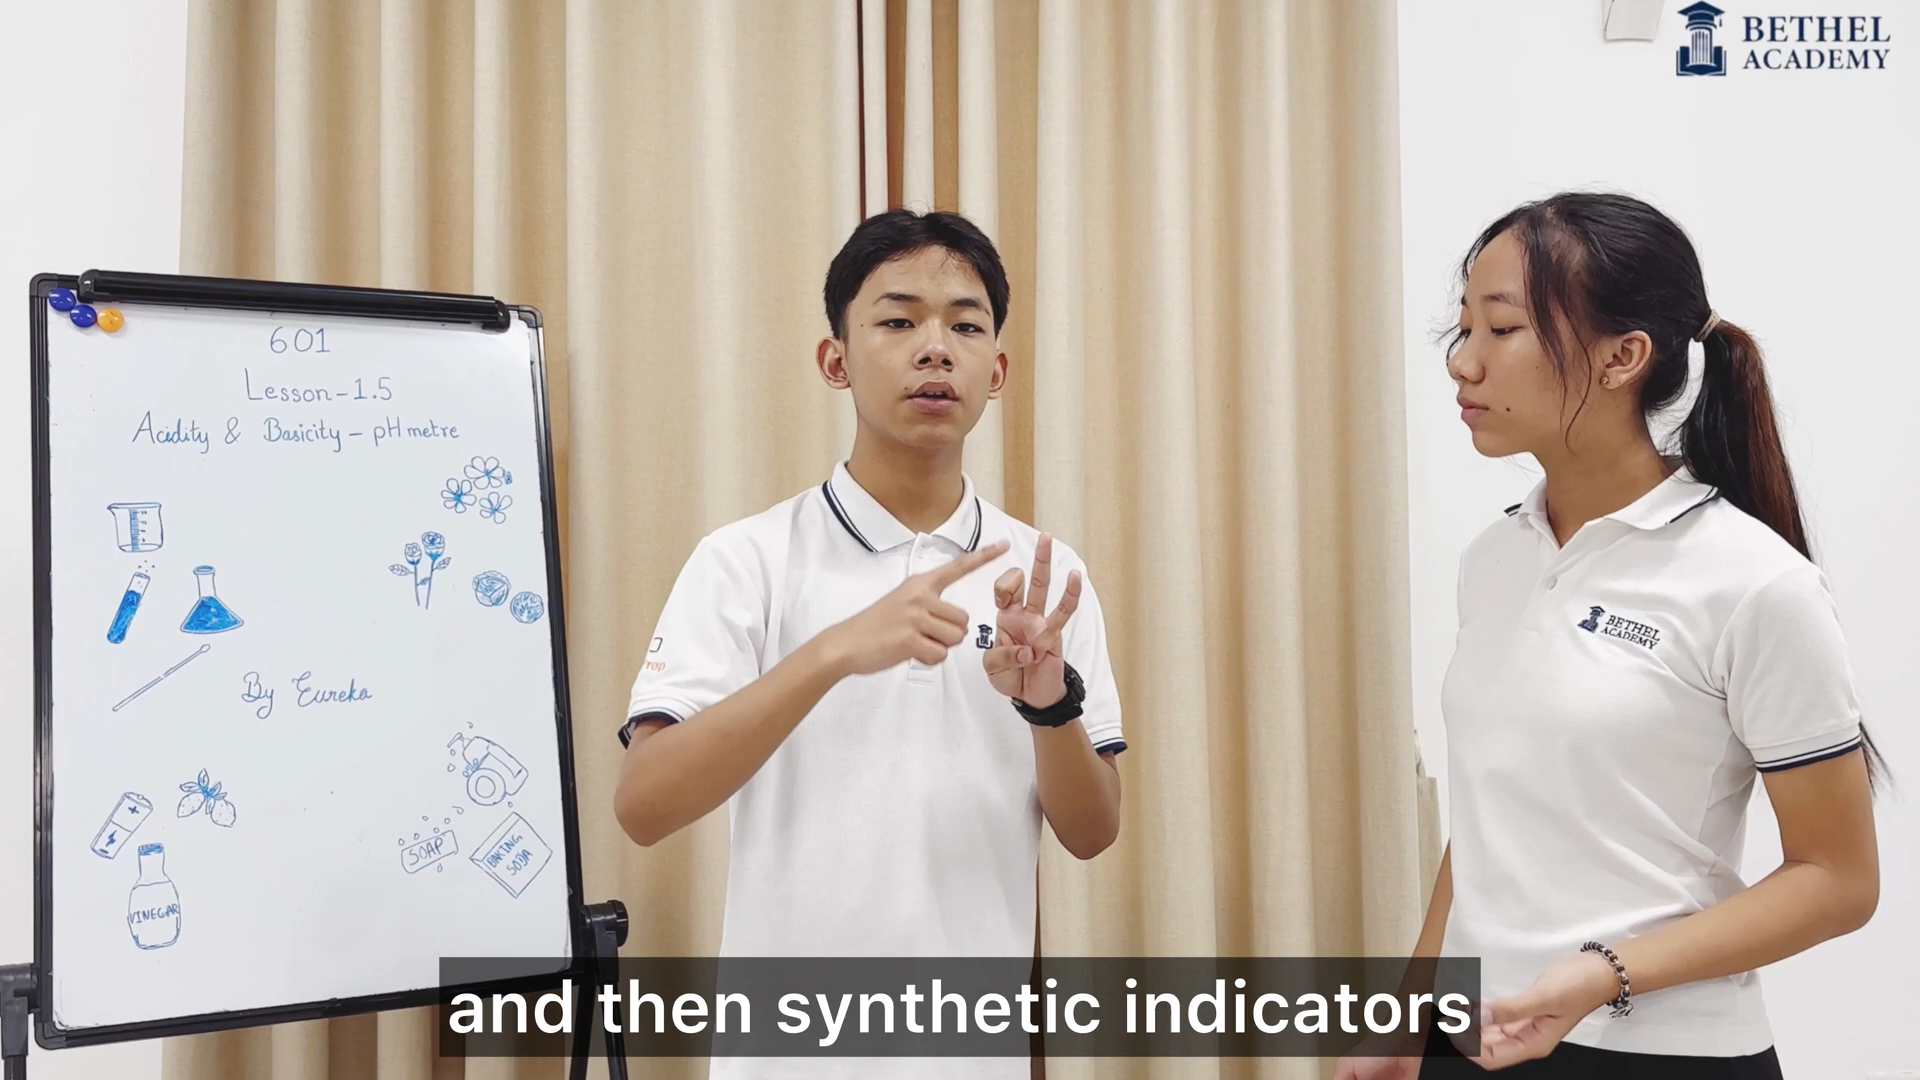 BETHEL
ACADEMY
601
Lesson-1.5
Acidity & Basicity - pH metre
By Eureka
SOAP
BAKING
SODA
VINEGAR
BETHEL
ACADEMY
and then synthetic indicators